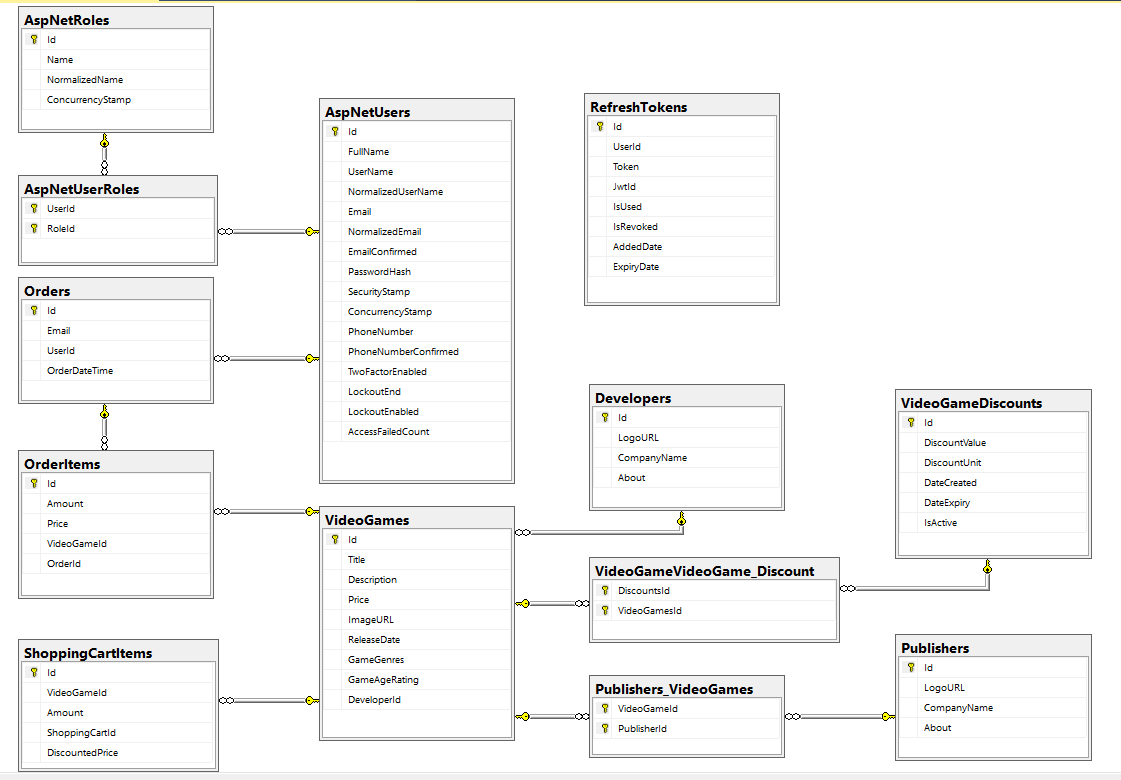 AspNetRoles
Id
Name
NormalizedName
ConcurrencyStamp
AspNetUserRoles
UserId
RoleId
Orders
Id
Email
UserId
OrderDateTime
OrderItems
Id
Amount
Price
VideoGameId
OrderId
ShoppingCartItems
Id
VideoGameId
Amount
ShoppingCartId
DiscountedPrice
AspNetUsers
Id
FullName
UserName
NormalizedUserName
Email
NormalizedEmail
EmailConfirmed
PasswordHash
SecurityStamp
ConcurrencyStamp
PhoneNumber
PhoneNumberConfirmed
TwoFactorEnabled
LockoutEnd
LockoutEnabled
AccessFailedCount
VideoGames
Id
Title
Description
Price
ImageURL
ReleaseDate
GameGenres
GameAgeRating
DeveloperId
RefreshTokens
Id
UserId
Token
JwtId
IsUsed
IsRevoked
AddedDate
ExpiryDate
Developers
Id
LogoURL
CompanyName
About
VideoGameVideoGame_Discount
DiscountsId
VideoGamesId
Publishers_VideoGames
VideoGameId
PublisherId
VideoGameDiscounts
Id
DiscountValue
DiscountUnit
DateCreated
DateExpiry
IsActive
Publishers
Id
LogoURL
CompanyName
About